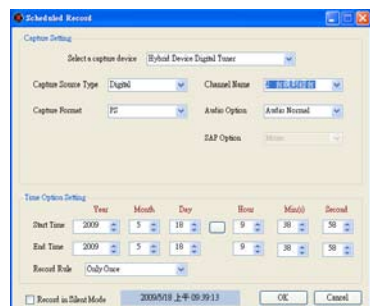 Scheduled Record
Capture Setting
Select a capture device Hybrid Device Digital Tuner
Capture Source Type Digital Channel Name
Capture Format PS Audio Option Audio Normal
SAP Option Mono
Time Option Setting
Year Month Day Hour Min(s) Second
Start Time 2009 5 18 9 38 58
End Time 2009 5 18 9 38 58
Record Rule Only Once
Record in Silent Mode 2009/5/18 上午 09:39:13 OK Cancel